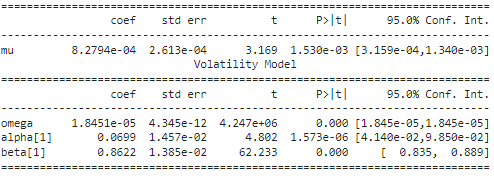 ================================================================================
coef std err t P>|t| 95.0% Conf. Int.
--------------------------------------------------------------------------------
mu 8.2794e-04 2.613e-04 3.169 1.530e-03 [3.159e-04,1.340e-03]
Volatility Model
================================================================================
coef std err t P>|t| 95.0% Conf. Int.
--------------------------------------------------------------------------------
omega 1.8451e-05 4.345e-12 4.247e+06 0.000 [1.845e-05,1.845e-05]
alpha[1] 0.0699 1.457e-02 4.802 1.573e-06 [4.140e-02,9.850e-02]
beta[1] 0.8622 1.385e-02 62.233 0.000 [ 0.835, 0.889]
================================================================================